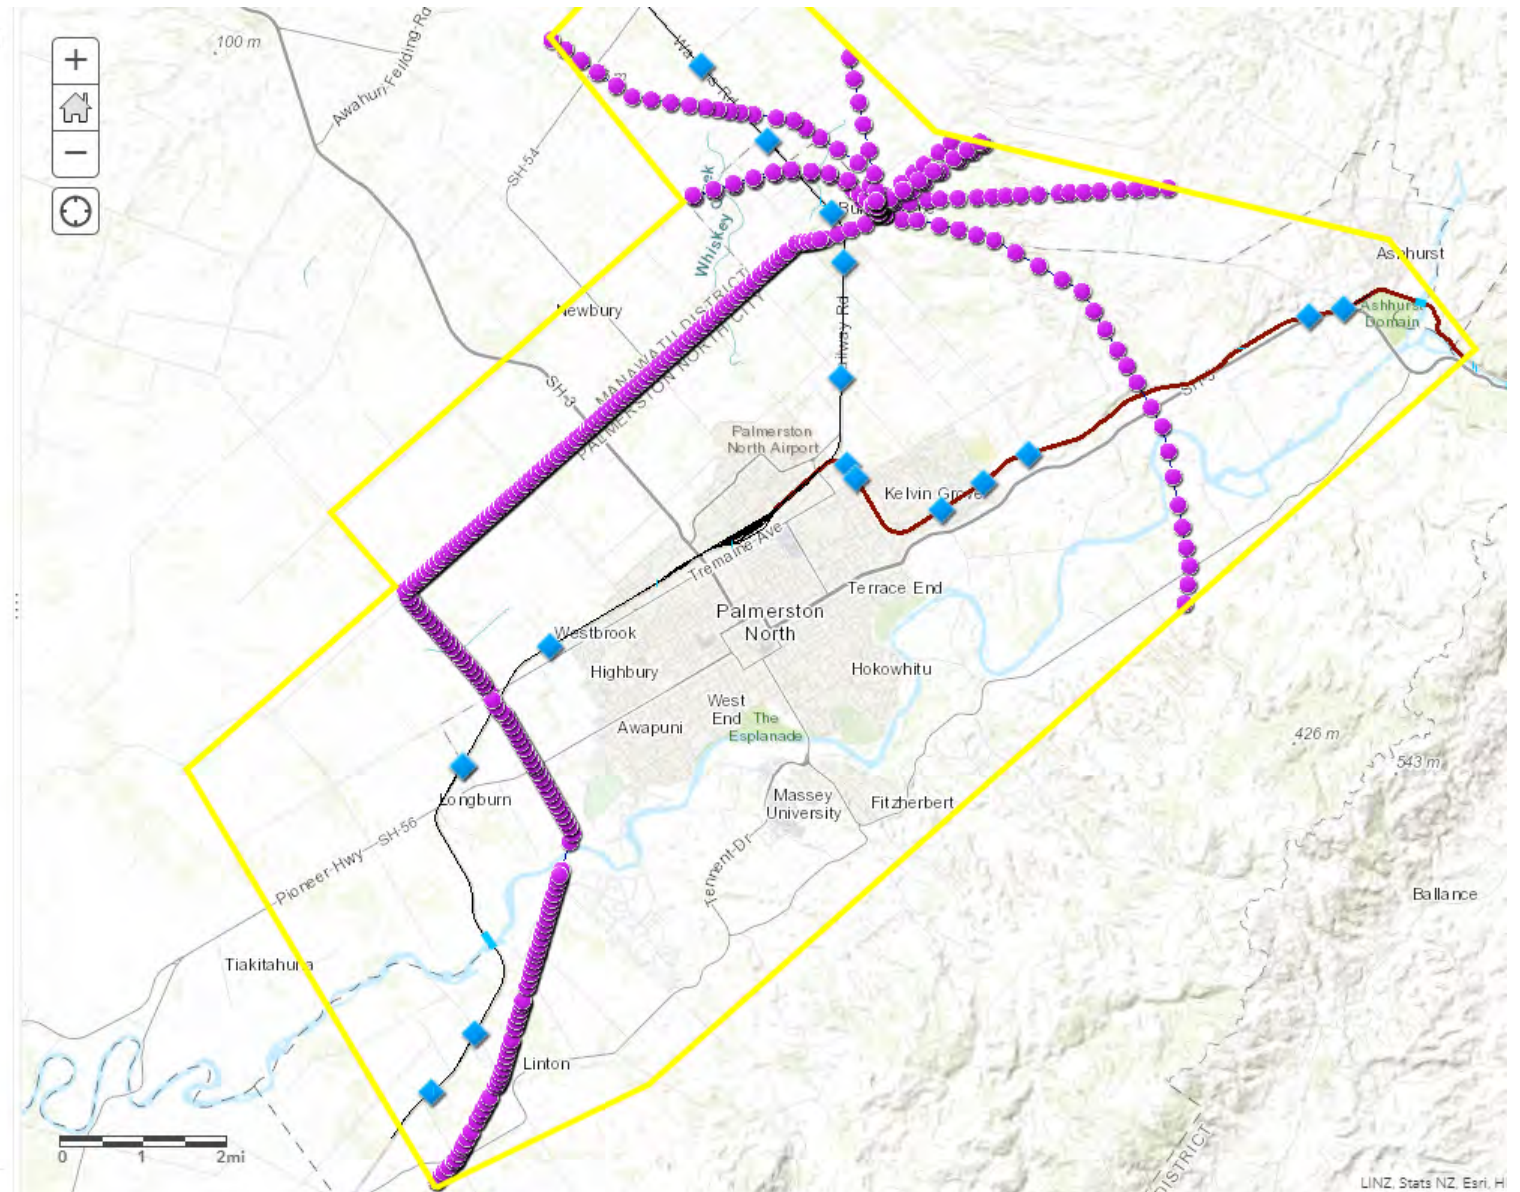 +
−
100 m
Awahuri-Feilding-Rd
SH-54
Whiskey
Ashhurst
Ashhurst
Domain
Newbury
MANAWATU DISTRICT
PALMERSTON NORTH CITY
SH-3
SH-3
Palmerston
North Airport
Kelvin Grove
Tremaine Ave
Terrace End
Palmerston
North
Westbrook
Highbury
Hokowhitu
West
End
The
Esplanade
Awapuni
426 m
543 m
Longburn
Massey
University
Fitzherbert
Pioneer-Hwy
SH-56
Tennent-Dr
Ballance
Tiakitahuna
Linton
0 1 2mi
DISTRICT
LINZ, Stats NZ, Esri,